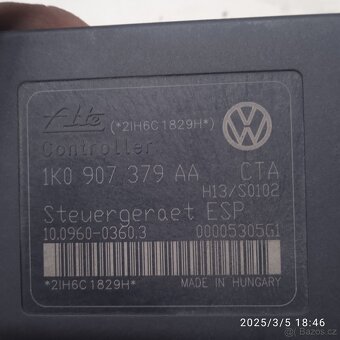 Ate (*2IH6C1829H*)
Controller
1K0 907 379 AA CTA
H13/S0102
Steuergeraet ESP
10.0960-0360.3 00005305G1
*2IH6C1829H* MADE IN HUNGARY
2025/3/5 18:46